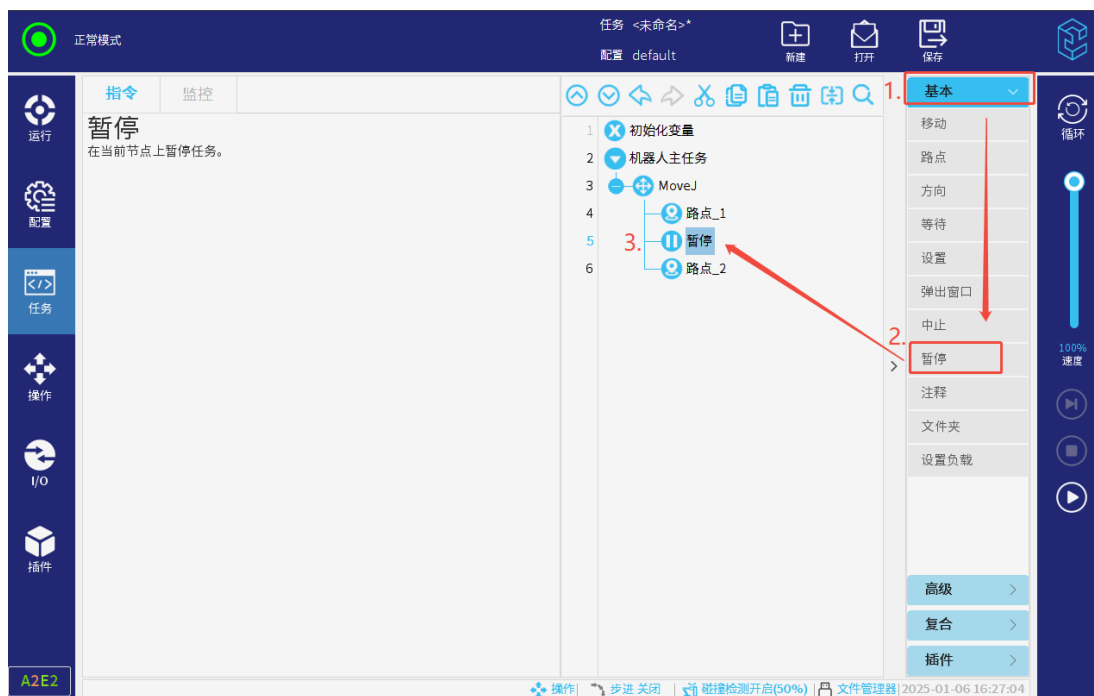 正常模式
任务 <未命名>*
配置 default
新建
打开
保存
运行
配置
任务
操作
I/O
插件
A2E2
指令
监控
暂停
在当前节点上暂停任务。
1 初始化变量
2 机器人主任务
3 MoveJ
4 路点_1
5 3. 暂停
6 路点_2
1. 基本
移动
路点
方向
等待
设置
弹出窗口
中止
2. 暂停
注释
文件夹
设置负载
高级
复合
插件
循环
100%
速度
操作 步进 关闭 碰撞检测开启(50%) 文件管理器 2025-01-06 16:27:04